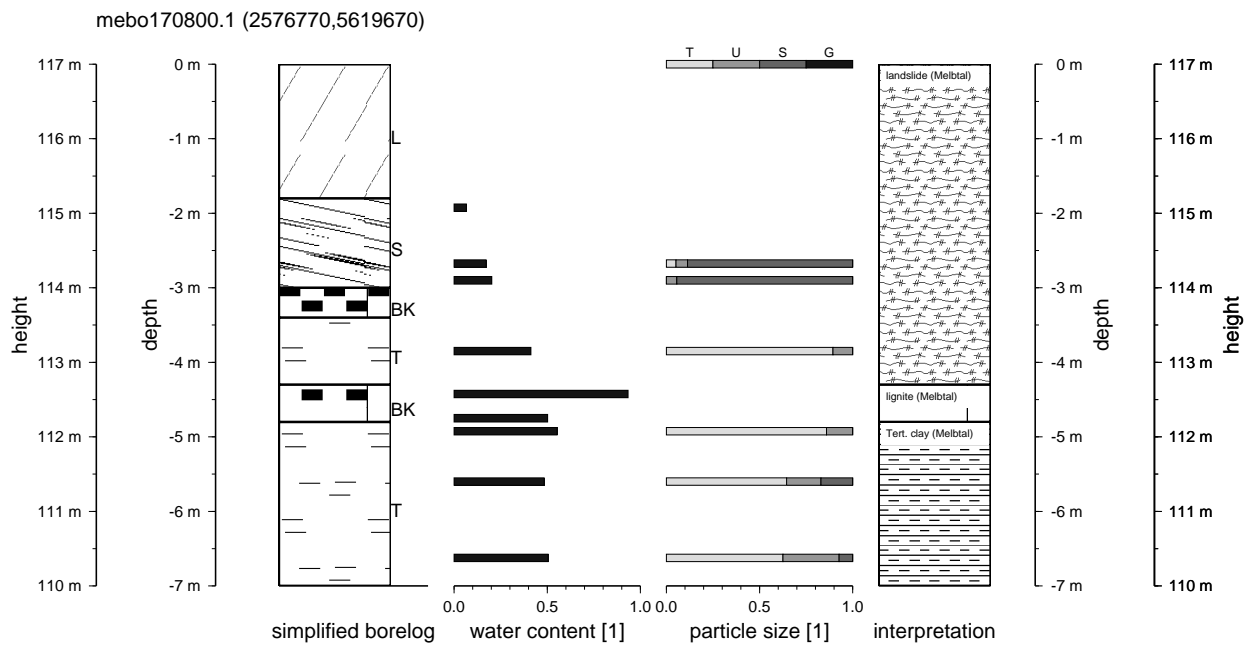 mebo170800.1 (2576770,5619670)
T U S G
117 m 0 m 0 m 117 m
landslide (Melbtal)
116 m -1 m L -1 m 116 m
115 m -2 m -2 m 115 m
S
114 m -3 m -3 m 114 m
BK
height depth depth height
113 m -4 m T -4 m 113 m
lignite (Melbtal)
BK
112 m -5 m Tert. clay (Melbtal) -5 m 112 m
111 m -6 m T -6 m 111 m
110 m -7 m -7 m 110 m
0.0 0.5 1.0 0.0 0.5 1.0
simplified borelog water content [1] particle size [1] interpretation